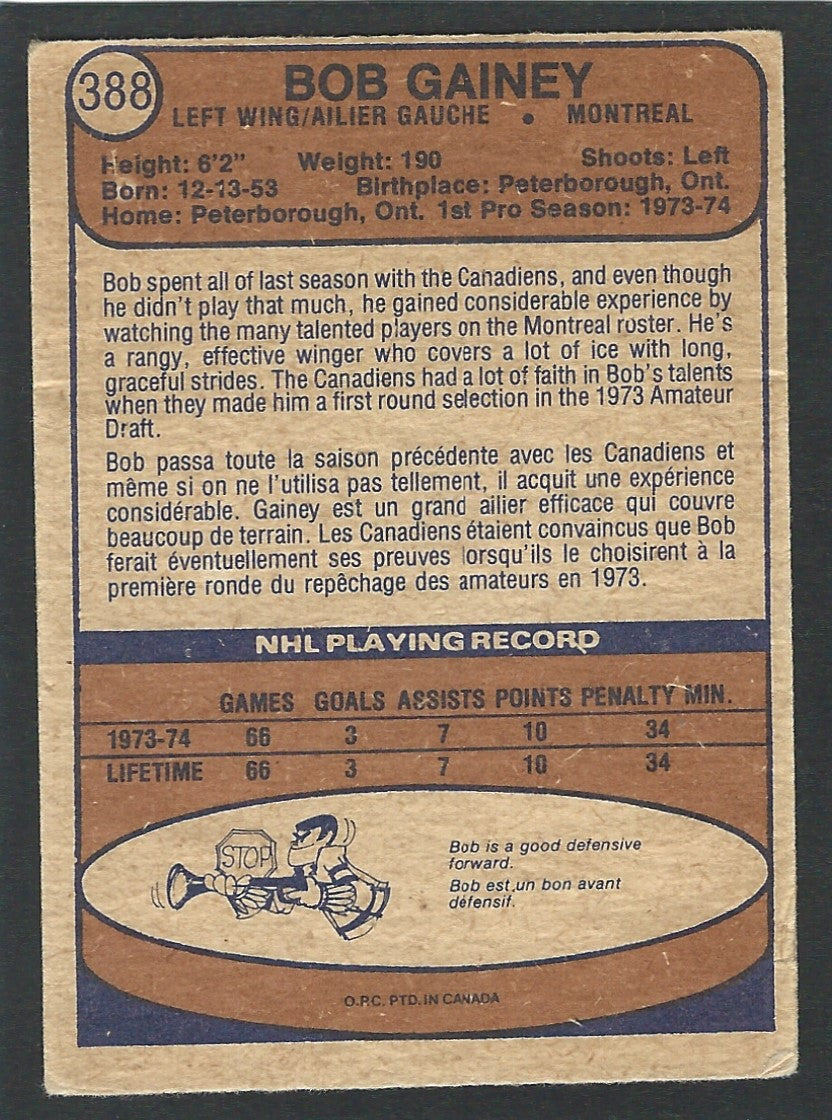 388
BOB GAINEY
LEFT WING/AILIER GAUCHE • MONTREAL
Height: 6'2" Weight: 190 Shoots: Left
Born: 12-13-53 Birthplace: Peterborough, Ont.
Home: Peterborough, Ont. 1st Pro Season: 1973-74
Bob spent all of last season with the Canadiens, and even though
he didn't play that much, he gained considerable experience by
watching the many talented players on the Montreal roster. He's
a rangy, effective winger who covers a lot of ice with long,
graceful strides. The Canadiens had a lot of faith in Bob's talents
when they made him a first round selection in the 1973 Amateur
Draft.
Bob passa toute la saison précédente avec les Canadiens et
même si on ne l'utilisa pas tellement, il acquit une expérience
considérable. Gainey est un grand ailier efficace qui couvre
beaucoup de terrain. Les Canadiens étaient convaincus que Bob
ferait éventuellement ses preuves lorsqu'ils le choisirent à la
première ronde du repêchage des amateurs en 1973.
NHL PLAYING RECORD
GAMES GOALS ASSISTS POINTS PENALTY MIN.
1973-74 66 3 7 10 34
LIFETIME 66 3 7 10 34
STOP
Bob is a good defensive
forward.
Bob est un bon avant
défensif.
O.P.C. PTD. IN CANADA